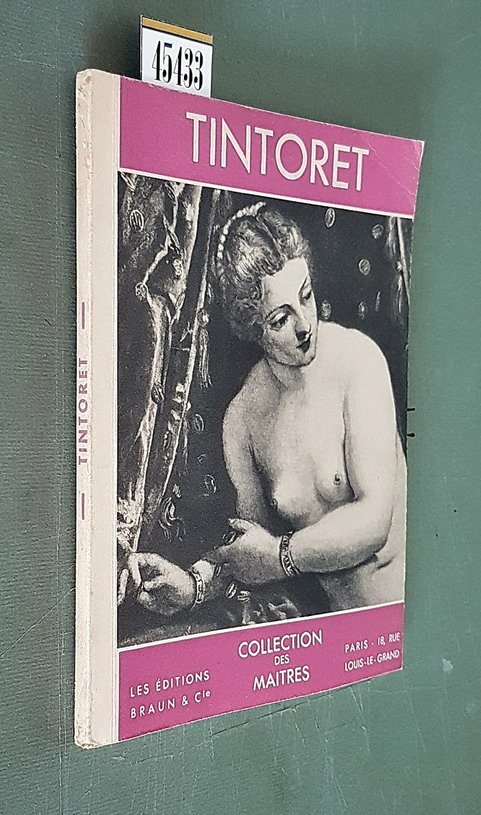 45433
TINTORET
TINTORET
LES ÉDITIONS
BRAUN & Cie
COLLECTION
DES
MAITRES
PARIS - 18, RUE
LOUIS-LE-GRAND